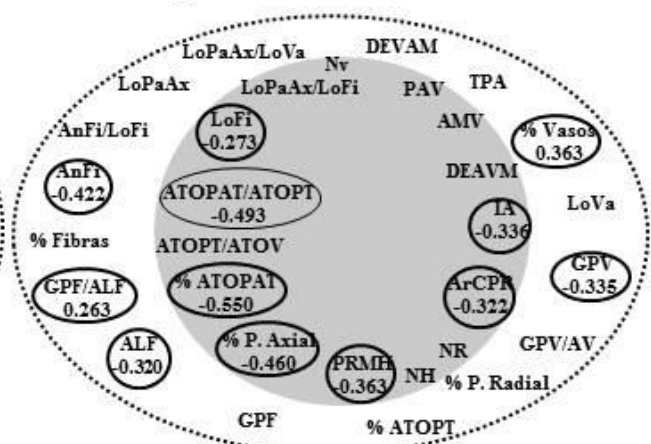 DEVAM
LoPaAx/LoVa
Nv
LoPaAx
LoPaAx/LoFi
PAV
TPA
LoFi
-0.273
AMV
AnFi/LoFi
% Vasos
0.363
AnFi
-0.422
DEAVM
ATOPAT/ATOPT
-0.493
IA
-0.336
LoVa
% Fibras
ATOPT/ATOV
GPV
-0.335
GPF/ALF
0.263
% ATOPAT
-0.550
ArCPR
-0.322
ALF
-0.320
% P. Axial
-0.460
PRMH
-0.363
NR
GPV/AV
NH
% P. Radial
GPF
% ATOPT